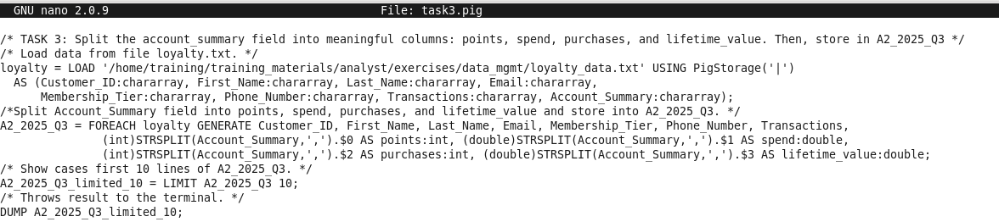 GNU nano 2.0.9 File: task3.pig
/* TASK 3: Split the account_summary field into meaningful columns: points, spend, purchases, and lifetime_value. Then, store in A2_2025_Q3 */
/* Load data from file loyalty.txt. */
loyalty = LOAD '/home/training/training_materials/analyst/exercises/data_mgmt/loyalty_data.txt' USING PigStorage('|')
AS (Customer_ID:chararray, First_Name:chararray, Last_Name:chararray, Email:chararray,
Membership_Tier:chararray, Phone_Number:chararray, Transactions:chararray, Account_Summary:chararray);
/*Split Account_Summary field into points, spend, purchases, and lifetime_value and store into A2_2025_Q3. */
A2_2025_Q3 = FOREACH loyalty GENERATE Customer_ID, First_Name, Last_Name, Email, Membership_Tier, Phone_Number, Transactions,
(int)STRSPLIT(Account_Summary,',').$0 AS points:int, (double)STRSPLIT(Account_Summary,',').$1 AS spend:double,
(int)STRSPLIT(Account_Summary,',').$2 AS purchases:int, (double)STRSPLIT(Account_Summary,',').$3 AS lifetime_value:double;
/* Show cases first 10 lines of A2_2025_Q3. */
A2_2025_Q3_limited_10 = LIMIT A2_2025_Q3 10;
/* Throws result to the terminal. */
DUMP A2_2025_Q3_limited_10;